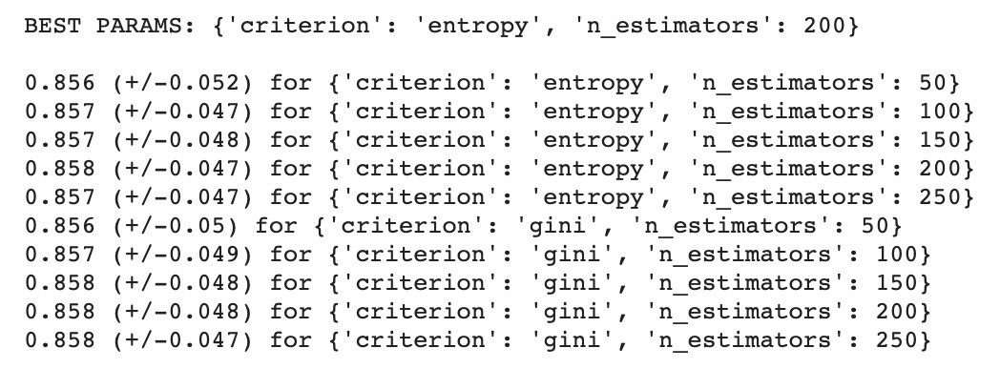 BEST PARAMS: {'criterion': 'entropy', 'n_estimators': 200}
0.856 (+/-0.052) for {'criterion': 'entropy', 'n_estimators': 50}
0.857 (+/-0.047) for {'criterion': 'entropy', 'n_estimators': 100}
0.857 (+/-0.048) for {'criterion': 'entropy', 'n_estimators': 150}
0.858 (+/-0.047) for {'criterion': 'entropy', 'n_estimators': 200}
0.857 (+/-0.047) for {'criterion': 'entropy', 'n_estimators': 250}
0.856 (+/-0.05) for {'criterion': 'gini', 'n_estimators': 50}
0.857 (+/-0.049) for {'criterion': 'gini', 'n_estimators': 100}
0.858 (+/-0.048) for {'criterion': 'gini', 'n_estimators': 150}
0.858 (+/-0.048) for {'criterion': 'gini', 'n_estimators': 200}
0.858 (+/-0.047) for {'criterion': 'gini', 'n_estimators': 250}